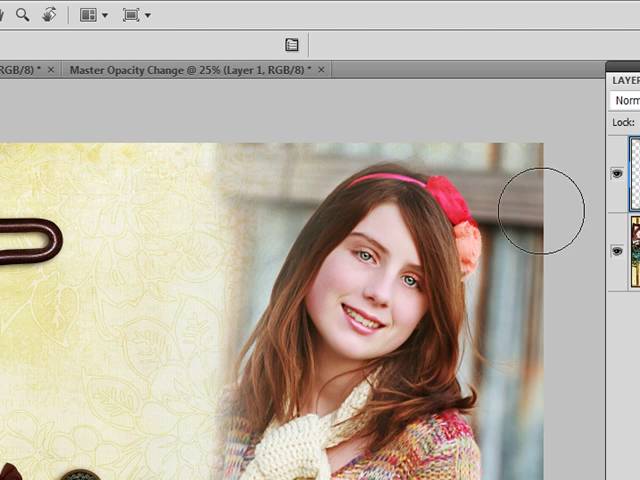 RGB/8) * ×
Master Opacity Change @ 25% (Layer 1, RGB/8) * ×
LAYER
Norm
Lock: